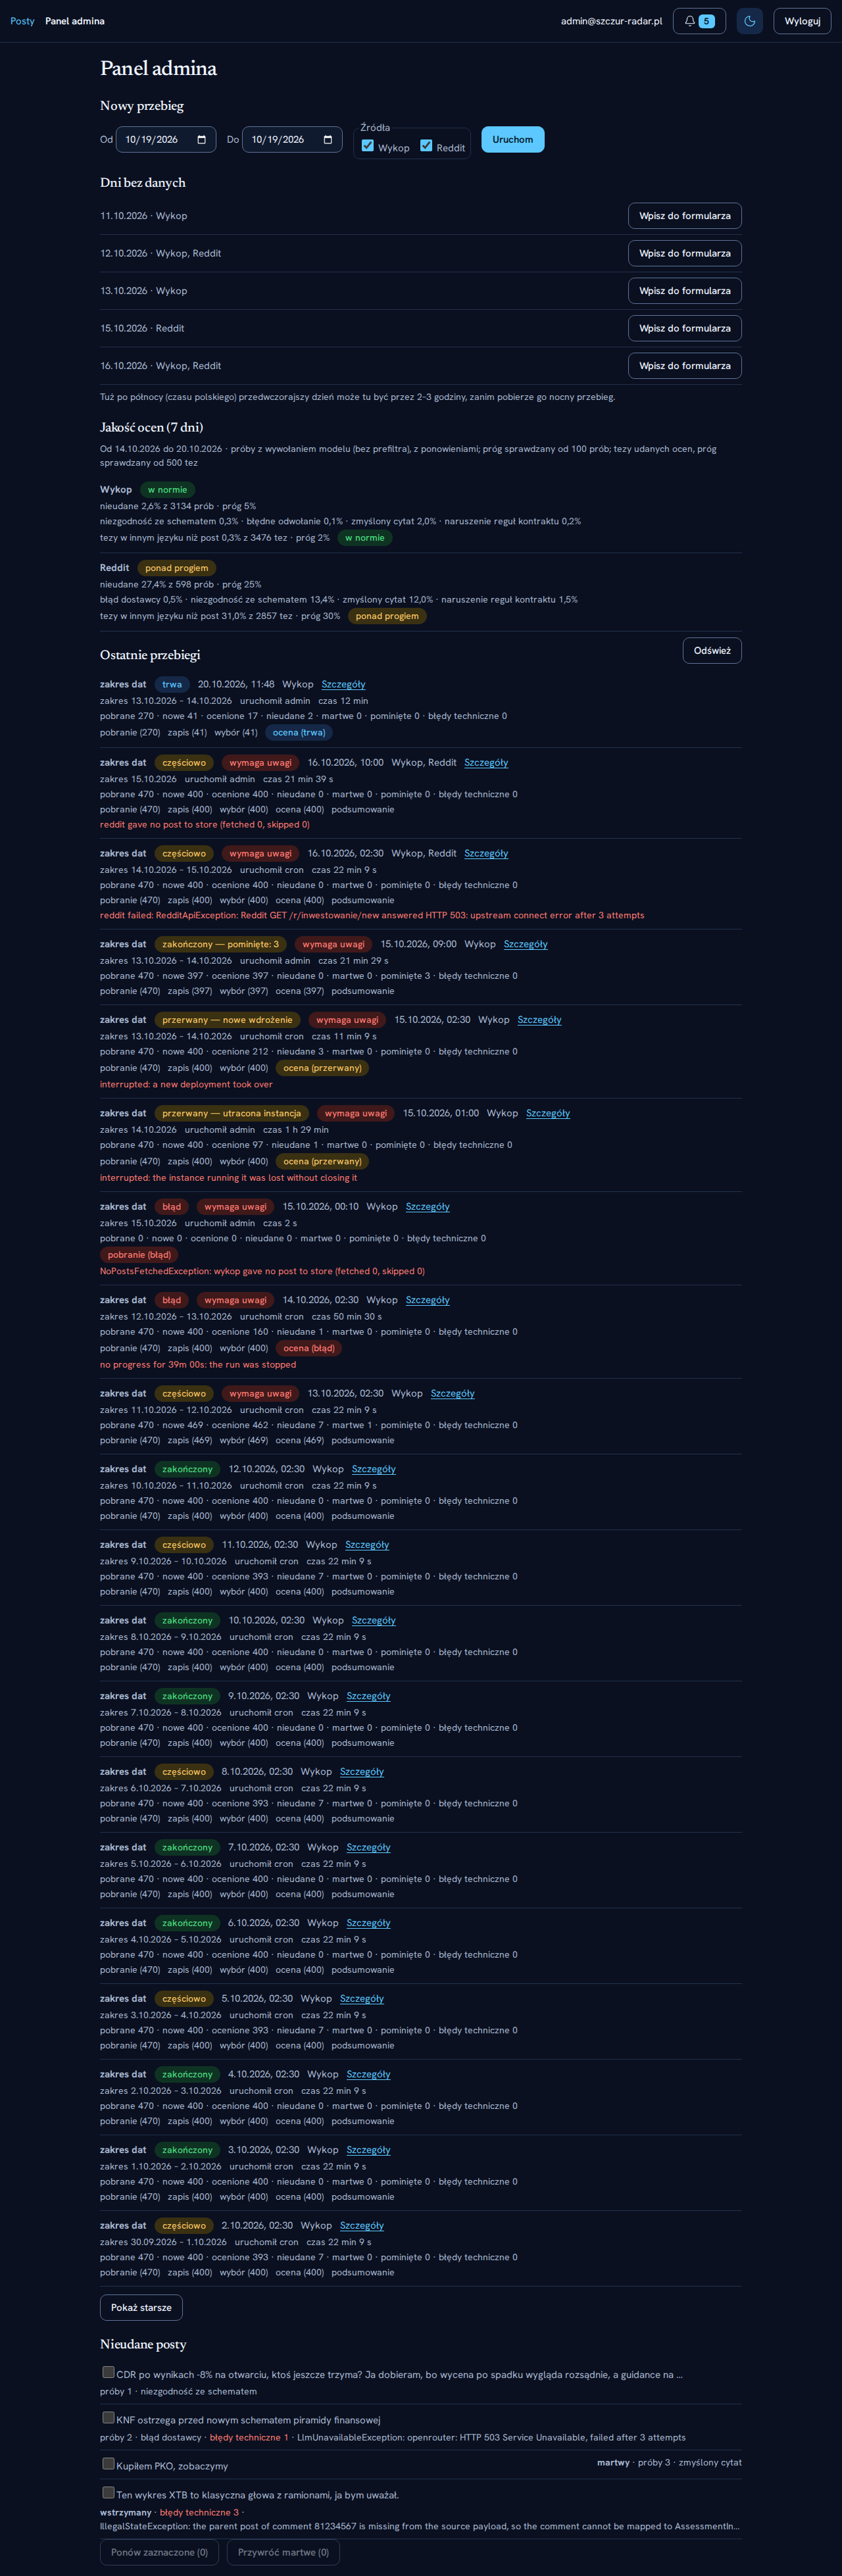 Posty Panel admina admin@szczur-radar.pl 5 Wyloguj
Panel admina
Nowy przebieg
Od 10/19/2026 Do 10/19/2026 Źródła Wykop Reddit Uruchom
Dni bez danych
11.10.2026 · Wykop Wpisz do formularza
12.10.2026 · Wykop, Reddit Wpisz do formularza
13.10.2026 · Wykop Wpisz do formularza
15.10.2026 · Reddit Wpisz do formularza
16.10.2026 · Wykop, Reddit Wpisz do formularza
Tuż po północy (czasu polskiego) przedwczorajszy dzień może tu być przez 2–3 godziny, zanim pobierze go nocny przebieg.
Jakość ocen (7 dni)
Od 14.10.2026 do 20.10.2026 · próby z wywołaniem modelu (bez prefiltra), z ponowieniami; próg sprawdzany od 100 prób; tezy udanych ocen, próg
sprawdzany od 500 tez
Wykop w normie
nieudane 2,6% z 3134 prób · próg 5%
niezgodność ze schematem 0,3% · błędne odwołanie 0,1% · zmyślony cytat 2,0% · naruszenie reguł kontraktu 0,2%
tezy w innym języku niż post 0,3% z 3476 tez · próg 2% w normie
Reddit ponad progiem
nieudane 27,4% z 598 prób · próg 25%
błąd dostawcy 0,5% · niezgodność ze schematem 13,4% · zmyślony cytat 12,0% · naruszenie reguł kontraktu 1,5%
tezy w innym języku niż post 31,0% z 2857 tez · próg 30% ponad progiem
Ostatnie przebiegi Odśwież
zakres dat trwa 20.10.2026, 11:48 Wykop Szczegóły
zakres 13.10.2026 – 14.10.2026 uruchomił admin czas 12 min
pobrane 270 · nowe 41 · ocenione 17 · nieudane 2 · martwe 0 · pominięte 0 · błędy techniczne 0
pobranie (270) zapis (41) wybór (41) ocena (trwa)
zakres dat częściowo wymaga uwagi 16.10.2026, 10:00 Wykop, Reddit Szczegóły
zakres 15.10.2026 uruchomił admin czas 21 min 39 s
pobrane 470 · nowe 400 · ocenione 400 · nieudane 0 · martwe 0 · pominięte 0 · błędy techniczne 0
pobranie (470) zapis (400) wybór (400) ocena (400) podsumowanie
reddit gave no post to store (fetched 0, skipped 0)
zakres dat częściowo wymaga uwagi 16.10.2026, 02:30 Wykop, Reddit Szczegóły
zakres 14.10.2026 – 15.10.2026 uruchomił cron czas 22 min 9 s
pobrane 470 · nowe 400 · ocenione 400 · nieudane 0 · martwe 0 · pominięte 0 · błędy techniczne 0
pobranie (470) zapis (400) wybór (400) ocena (400) podsumowanie
reddit failed: RedditApiException: Reddit GET /r/inwestowanie/new answered HTTP 503: upstream connect error after 3 attempts
zakres dat zakończony — pominięte: 3 wymaga uwagi 15.10.2026, 09:00 Wykop Szczegóły
zakres 13.10.2026 – 14.10.2026 uruchomił admin czas 21 min 29 s
pobrane 470 · nowe 397 · ocenione 397 · nieudane 0 · martwe 0 · pominięte 3 · błędy techniczne 0
pobranie (470) zapis (397) wybór (397) ocena (397) podsumowanie
zakres dat przerwany — nowe wdrożenie wymaga uwagi 15.10.2026, 02:30 Wykop Szczegóły
zakres 13.10.2026 – 14.10.2026 uruchomił cron czas 11 min 9 s
pobrane 470 · nowe 400 · ocenione 212 · nieudane 3 · martwe 0 · pominięte 0 · błędy techniczne 0
pobranie (470) zapis (400) wybór (400) ocena (przerwany)
interrupted: a new deployment took over
zakres dat przerwany — utracona instancja wymaga uwagi 15.10.2026, 01:00 Wykop Szczegóły
zakres 14.10.2026 uruchomił admin czas 1 h 29 min
pobrane 470 · nowe 400 · ocenione 97 · nieudane 1 · martwe 0 · pominięte 0 · błędy techniczne 0
pobranie (470) zapis (400) wybór (400) ocena (przerwany)
interrupted: the instance running it was lost without closing it
zakres dat błąd wymaga uwagi 15.10.2026, 00:10 Wykop Szczegóły
zakres 15.10.2026 uruchomił admin czas 2 s
pobrane 0 · nowe 0 · ocenione 0 · nieudane 0 · martwe 0 · pominięte 0 · błędy techniczne 0
pobranie (błąd)
NoPostsFetchedException: wykop gave no post to store (fetched 0, skipped 0)
zakres dat błąd wymaga uwagi 14.10.2026, 02:30 Wykop Szczegóły
zakres 12.10.2026 – 13.10.2026 uruchomił cron czas 50 min 30 s
pobrane 470 · nowe 400 · ocenione 160 · nieudane 1 · martwe 0 · pominięte 0 · błędy techniczne 0
pobranie (470) zapis (400) wybór (400) ocena (błąd)
no progress for 39m 00s: the run was stopped
zakres dat częściowo wymaga uwagi 13.10.2026, 02:30 Wykop Szczegóły
zakres 11.10.2026 – 12.10.2026 uruchomił cron czas 22 min 9 s
pobrane 470 · nowe 469 · ocenione 462 · nieudane 7 · martwe 1 · pominięte 0 · błędy techniczne 0
pobranie (470) zapis (469) wybór (469) ocena (469) podsumowanie
zakres dat zakończony 12.10.2026, 02:30 Wykop Szczegóły
zakres 10.10.2026 – 11.10.2026 uruchomił cron czas 22 min 9 s
pobrane 470 · nowe 400 · ocenione 400 · nieudane 0 · martwe 0 · pominięte 0 · błędy techniczne 0
pobranie (470) zapis (400) wybór (400) ocena (400) podsumowanie
zakres dat częściowo 11.10.2026, 02:30 Wykop Szczegóły
zakres 9.10.2026 – 10.10.2026 uruchomił cron czas 22 min 9 s
pobrane 470 · nowe 400 · ocenione 393 · nieudane 7 · martwe 0 · pominięte 0 · błędy techniczne 0
pobranie (470) zapis (400) wybór (400) ocena (400) podsumowanie
zakres dat zakończony 10.10.2026, 02:30 Wykop Szczegóły
zakres 8.10.2026 – 9.10.2026 uruchomił cron czas 22 min 9 s
pobrane 470 · nowe 400 · ocenione 400 · nieudane 0 · martwe 0 · pominięte 0 · błędy techniczne 0
pobranie (470) zapis (400) wybór (400) ocena (400) podsumowanie
zakres dat zakończony 9.10.2026, 02:30 Wykop Szczegóły
zakres 7.10.2026 – 8.10.2026 uruchomił cron czas 22 min 9 s
pobrane 470 · nowe 400 · ocenione 400 · nieudane 0 · martwe 0 · pominięte 0 · błędy techniczne 0
pobranie (470) zapis (400) wybór (400) ocena (400) podsumowanie
zakres dat częściowo 8.10.2026, 02:30 Wykop Szczegóły
zakres 6.10.2026 – 7.10.2026 uruchomił cron czas 22 min 9 s
pobrane 470 · nowe 400 · ocenione 393 · nieudane 7 · martwe 0 · pominięte 0 · błędy techniczne 0
pobranie (470) zapis (400) wybór (400) ocena (400) podsumowanie
zakres dat zakończony 7.10.2026, 02:30 Wykop Szczegóły
zakres 5.10.2026 – 6.10.2026 uruchomił cron czas 22 min 9 s
pobrane 470 · nowe 400 · ocenione 400 · nieudane 0 · martwe 0 · pominięte 0 · błędy techniczne 0
pobranie (470) zapis (400) wybór (400) ocena (400) podsumowanie
zakres dat zakończony 6.10.2026, 02:30 Wykop Szczegóły
zakres 4.10.2026 – 5.10.2026 uruchomił cron czas 22 min 9 s
pobrane 470 · nowe 400 · ocenione 400 · nieudane 0 · martwe 0 · pominięte 0 · błędy techniczne 0
pobranie (470) zapis (400) wybór (400) ocena (400) podsumowanie
zakres dat częściowo 5.10.2026, 02:30 Wykop Szczegóły
zakres 3.10.2026 – 4.10.2026 uruchomił cron czas 22 min 9 s
pobrane 470 · nowe 400 · ocenione 393 · nieudane 7 · martwe 0 · pominięte 0 · błędy techniczne 0
pobranie (470) zapis (400) wybór (400) ocena (400) podsumowanie
zakres dat zakończony 4.10.2026, 02:30 Wykop Szczegóły
zakres 2.10.2026 – 3.10.2026 uruchomił cron czas 22 min 9 s
pobrane 470 · nowe 400 · ocenione 400 · nieudane 0 · martwe 0 · pominięte 0 · błędy techniczne 0
pobranie (470) zapis (400) wybór (400) ocena (400) podsumowanie
zakres dat zakończony 3.10.2026, 02:30 Wykop Szczegóły
zakres 1.10.2026 – 2.10.2026 uruchomił cron czas 22 min 9 s
pobrane 470 · nowe 400 · ocenione 400 · nieudane 0 · martwe 0 · pominięte 0 · błędy techniczne 0
pobranie (470) zapis (400) wybór (400) ocena (400) podsumowanie
zakres dat częściowo 2.10.2026, 02:30 Wykop Szczegóły
zakres 30.09.2026 – 1.10.2026 uruchomił cron czas 22 min 9 s
pobrane 470 · nowe 400 · ocenione 393 · nieudane 7 · martwe 0 · pominięte 0 · błędy techniczne 0
pobranie (470) zapis (400) wybór (400) ocena (400) podsumowanie
Pokaż starsze
Nieudane posty
CDR po wynikach -8% na otwarciu, ktoś jeszcze trzyma? Ja dobieram, bo wycena po spadku wygląda rozsądnie, a guidance na ...
próby 1 · niezgodność ze schematem
KNF ostrzega przed nowym schematem piramidy finansowej
próby 2 · błąd dostawcy · błędy techniczne 1 · LlmUnavailableException: openrouter: HTTP 503 Service Unavailable, failed after 3 attempts
Kupiłem PKO, zobaczymy martwy · próby 3 · zmyślony cytat
Ten wykres XTB to klasyczna głowa z ramionami, ja bym uważał.
wstrzymany · błędy techniczne 3 ·
IllegalStateException: the parent post of comment 81234567 is missing from the source payload, so the comment cannot be mapped to AssessmentIn...
Ponów zaznaczone (0) Przywróć martwe (0)